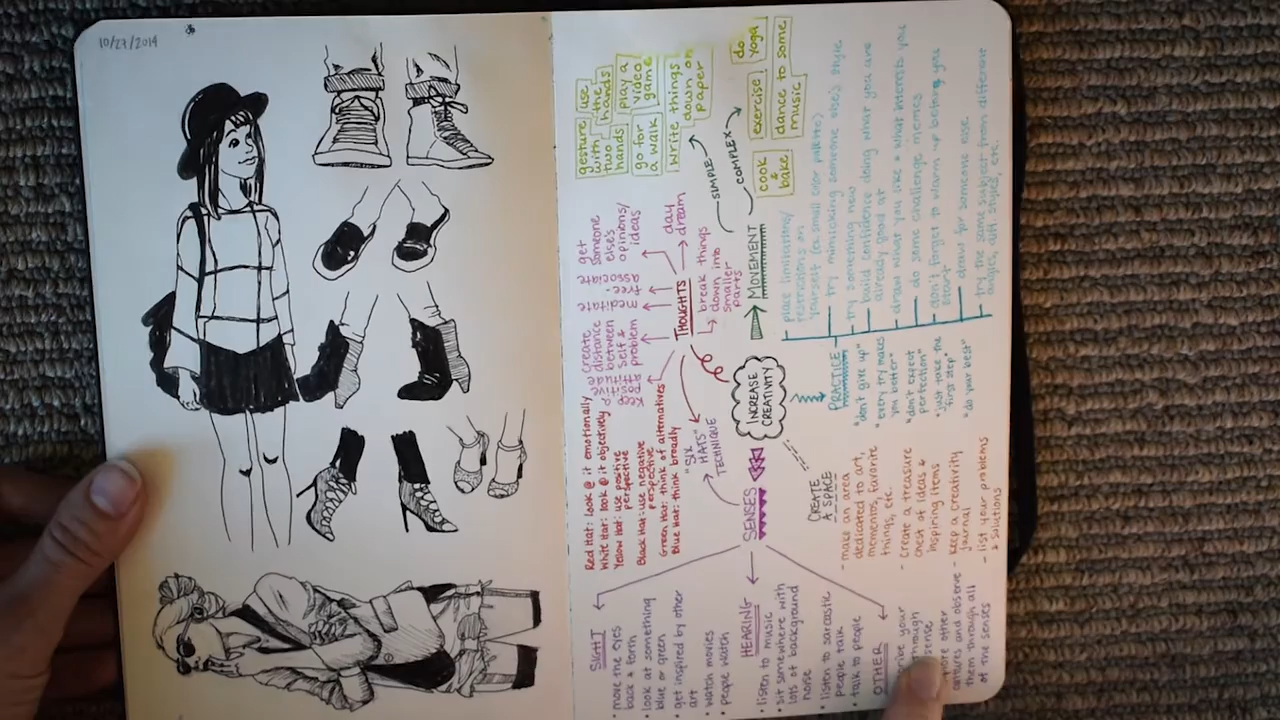 10/27/2014
INCREASE
CREATIVITY
THOUGHTS
Keep
a
positive
attitude
create
distance
between
self &
problem
meditate
free
associate
get
someone
else's
opinions/
ideas
day
dream
break things
down into
smaller
parts
"SIX
HATS"
TECHNIQUE
Red Hat: look @ it emotionally
White Hat: look @ it objectively
Yellow Hat: use positive
perspective
Black Hat: use negative
perspective
Green Hat: think of alternatives
Blue Hat: think broadly
MOVEMENT
SIMPLE
gesture
with
two
hands
use
the
hands
go for
a walk
play a
video
game
write things
down on
paper
COMPLEX
cook
&
bake
exercise
do
yoga
dance to some
music
PRACTICE
place limitations/
restrictions on
yourself (ex. small color palette)
try mimicking someone else's style
try something new
build confidence doing what you are
already good at
draw what you like & what interests you
do some challenge memes
don't forget to warm up before you
start
draw for someone else
try the same subject from different
angles, diff styles, etc.
"don't give up"
"every try makes
you better"
"don't expect
perfection"
"just take the
first step"
"do your best"
CREATE
A SPACE
- make an area
dedicated to art,
mementos, favorite
things, etc.
- create a treasure
chest of ideas &
inspiring items
- keep a creativity
journal
- list your problems
& solutions
SENSES
SIGHT
• move the eyes
back & forth
• look at something
blue or green
• get inspired by other
art
• watch movies
• people watch
HEARING
• listen to music
• sit somewhere with
lots of background
noise
• listen to sarcastic
people talk
• talk to people
OTHER
your
through
sense
other
and observe
them through all
of the senses